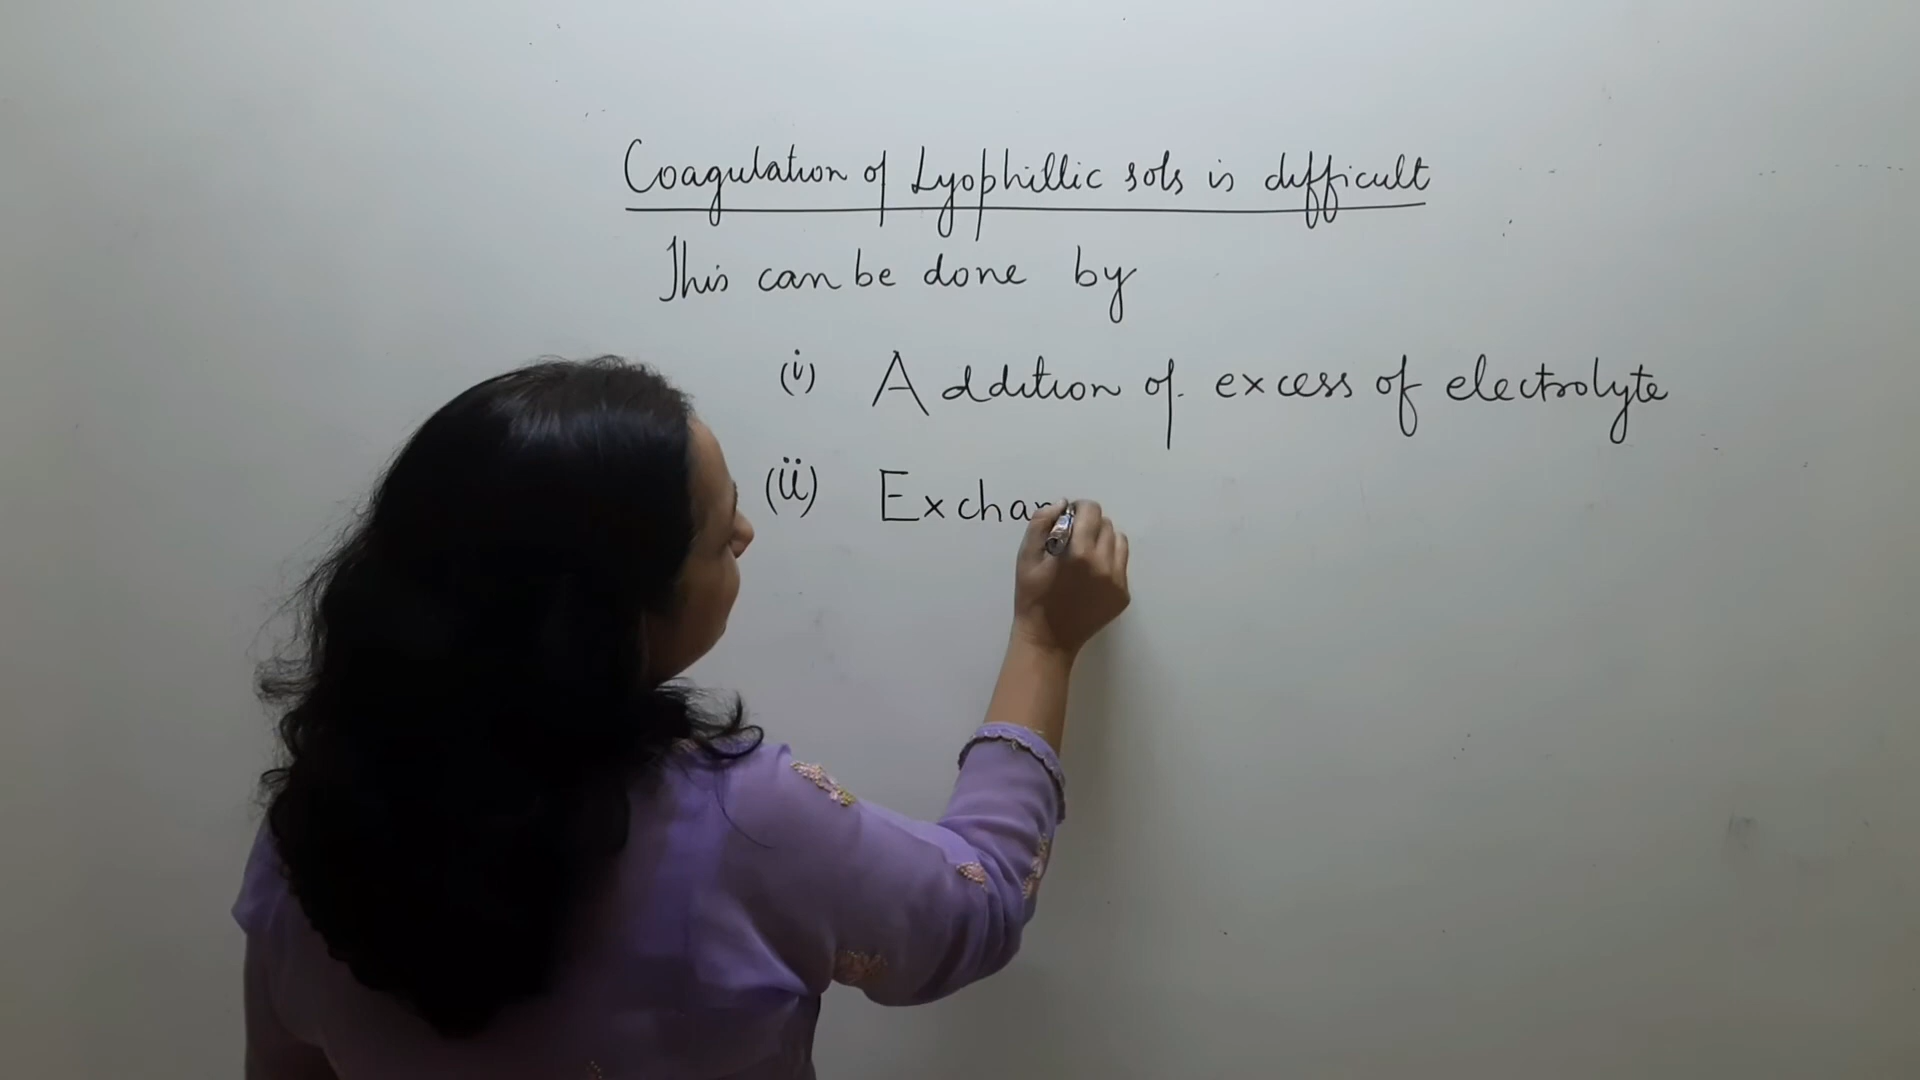 Coagulation of Lyophillic sols is difficult
This can be done by
(i) Addition of excess of electrolyte
(ii) Exchan